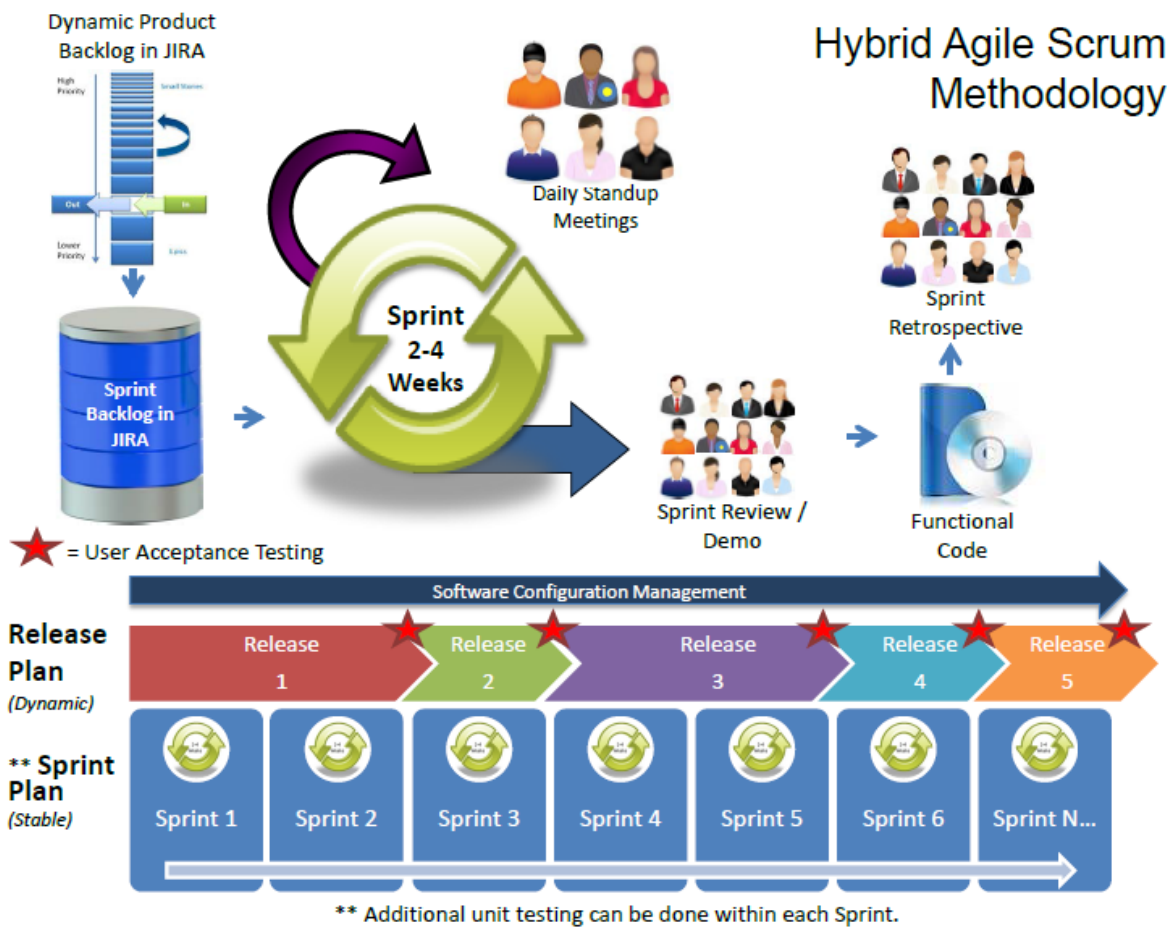 Dynamic Product
Backlog in JIRA
High
Priority
Small Stories
Out
In
Lower
Priority
Epics
Hybrid Agile Scrum
Methodology
Daily Standup
Meetings
Sprint
2-4
Weeks
Sprint
Backlog in
JIRA
Sprint
Retrospective
Sprint Review /
Demo
Functional
Code
= User Acceptance Testing
Software Configuration Management
Release
Plan
(Dynamic)
Release
1
Release
2
Release
3
Release
4
Release
5
** Sprint
Plan
(Stable)
Sprint 1
Sprint 2
Sprint 3
Sprint 4
Sprint 5
Sprint 6
Sprint N...
** Additional unit testing can be done within each Sprint.